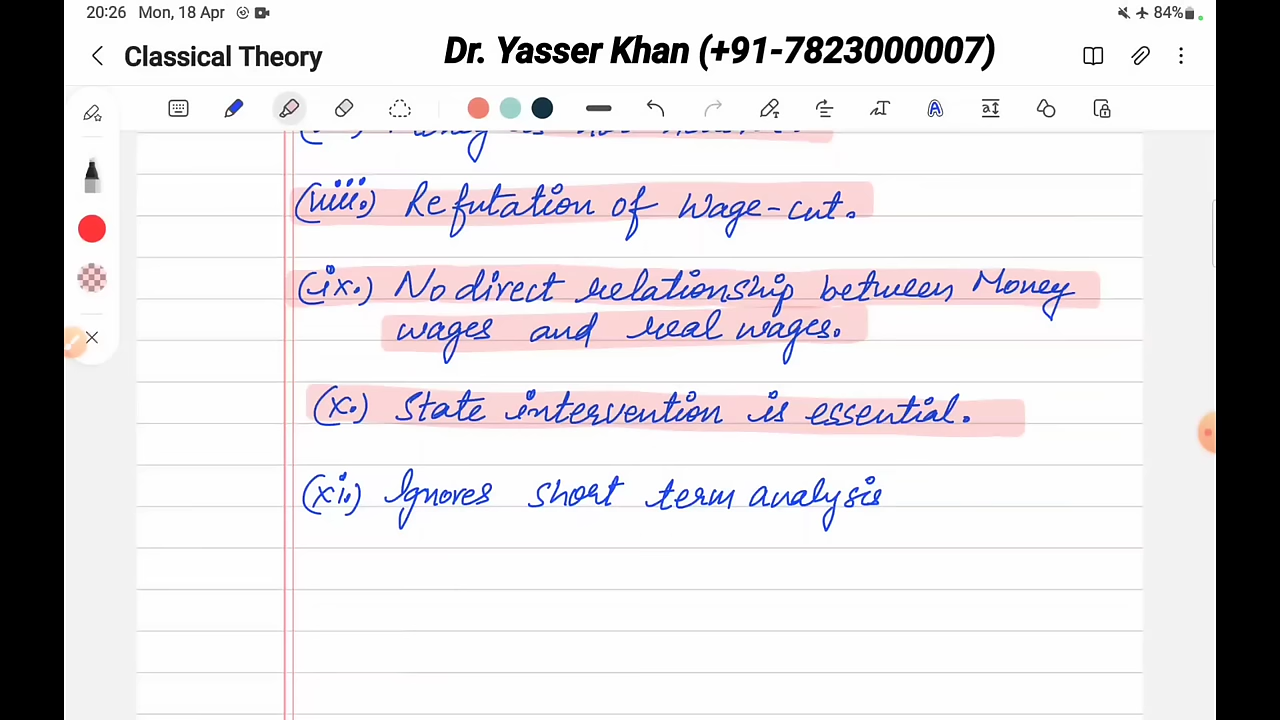 20:26 Mon, 18 Apr
84%
Classical Theory
Dr. Yasser Khan (+91-7823000007)
(viii.) Refutation of Wage-cut.
(ix.) No direct relationship between Money
wages and real wages.
(x.) State intervention is essential.
(xi.) Ignores short term analysis